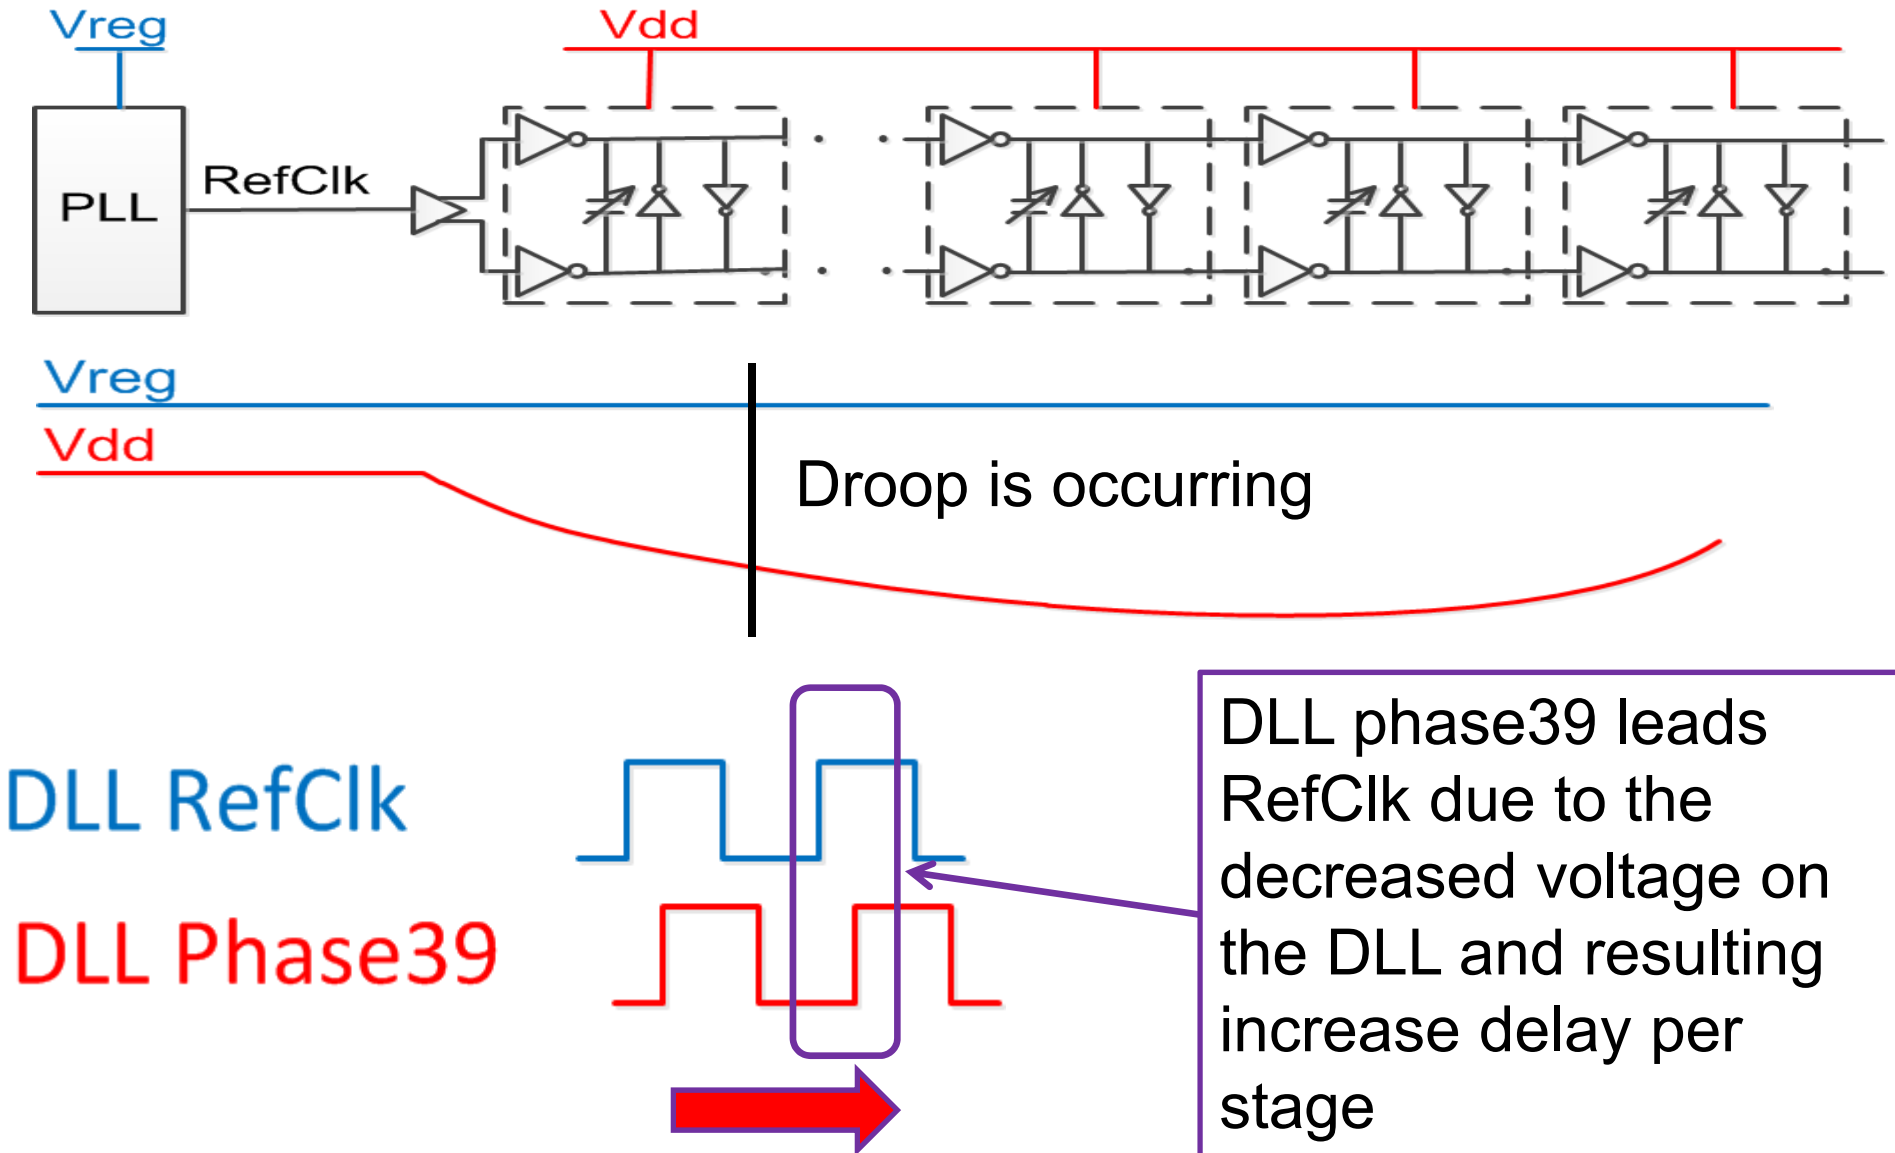 Vreg
Vdd
PLL
RefClk
Vreg
Vdd
Droop is occurring
DLL RefClk
DLL Phase39
DLL phase39 leads
RefClk due to the
decreased voltage on
the DLL and resulting
increase delay per
stage